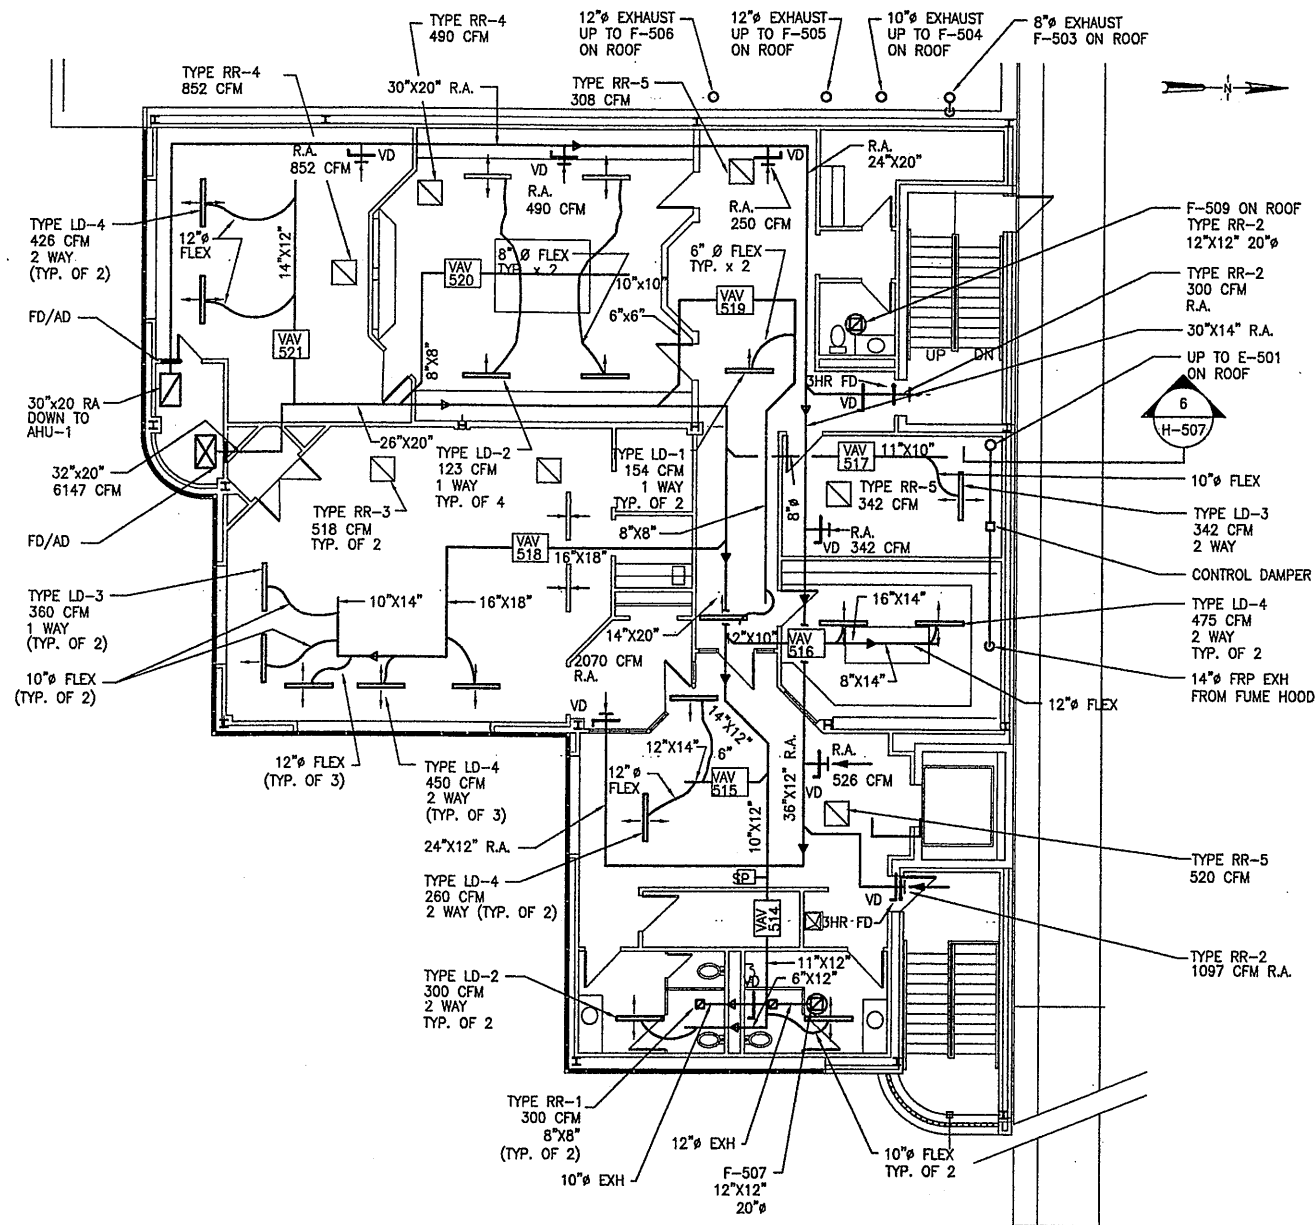 TYPE RR-4
490 CFM
12"ø EXHAUST
UP TO F-506
ON ROOF
12"ø EXHAUST
UP TO F-505
ON ROOF
10"ø EXHAUST
UP TO F-504
ON ROOF
8"ø EXHAUST
F-503 ON ROOF
TYPE RR-4
852 CFM
30"X20" R.A.
TYPE RR-5
308 CFM
N
R.A.
852 CFM
VD
VD
R.A.
490 CFM
VD
R.A.
250 CFM
R.A.
24"X20"
TYPE LD-4
426 CFM
2 WAY
(TYP. OF 2)
12"ø
FLEX
14"X12"
VAV
520
8" Ø FLEX
TYP. x 2
10"x10"
6" Ø FLEX
TYP. x 2
VAV
519
6"x6"
8"X8"
F-509 ON ROOF
TYPE RR-2
12"X12" 20"ø
TYPE RR-2
300 CFM
R.A.
30"X14" R.A.
FD/AD
VAV
521
UP
DN
UP TO E-501
ON ROOF
3HR FD
VD
30"x20 RA
DOWN TO
AHU-1
6
H-507
26"X20"
32"x20"
6147 CFM
TYPE LD-2
123 CFM
1 WAY
TYP. OF 4
TYPE LD-1
154 CFM
1 WAY
TYP. OF 2
11"X10"
VAV
517
10"ø FLEX
TYPE RR-5
342 CFM
8"ø
TYPE RR-3
518 CFM
TYP. OF 2
8"X8"
R.A.
VD 342 CFM
TYPE LD-3
342 CFM
2 WAY
FD/AD
VAV
518
16"X18"
CONTROL DAMPER
TYPE LD-3
360 CFM
1 WAY
(TYP. OF 2)
10"X14"
16"X18"
16"X14"
TYPE LD-4
475 CFM
2 WAY
TYP. OF 2
14"X20"
12"X10"
VAV
516
2070 CFM
R.A.
8"X14"
10"ø FLEX
(TYP. OF 2)
14"ø FRP EXH
FROM FUME HOOD
12"ø FLEX
VD
14"X12"
12"X14"
6"
36"X12" R.A.
R.A.
526 CFM
VD
12"ø FLEX
(TYP. OF 3)
TYPE LD-4
450 CFM
2 WAY
(TYP. OF 3)
12"ø
FLEX
VAV
515
10"X12"
24"X12" R.A.
TYPE RR-5
520 CFM
TYPE LD-4
260 CFM
2 WAY (TYP. OF 2)
SP
VD
VAV
514
3HR FD
TYPE RR-2
1097 CFM R.A.
11"X12"
6"X12"
VD
TYPE LD-2
300 CFM
2 WAY
TYP. OF 2
TYPE RR-1
300 CFM
8"X8"
(TYP. OF 2)
12"ø EXH
10"ø EXH
F-507
12"X12"
20"ø
10"ø FLEX
TYP. OF 2